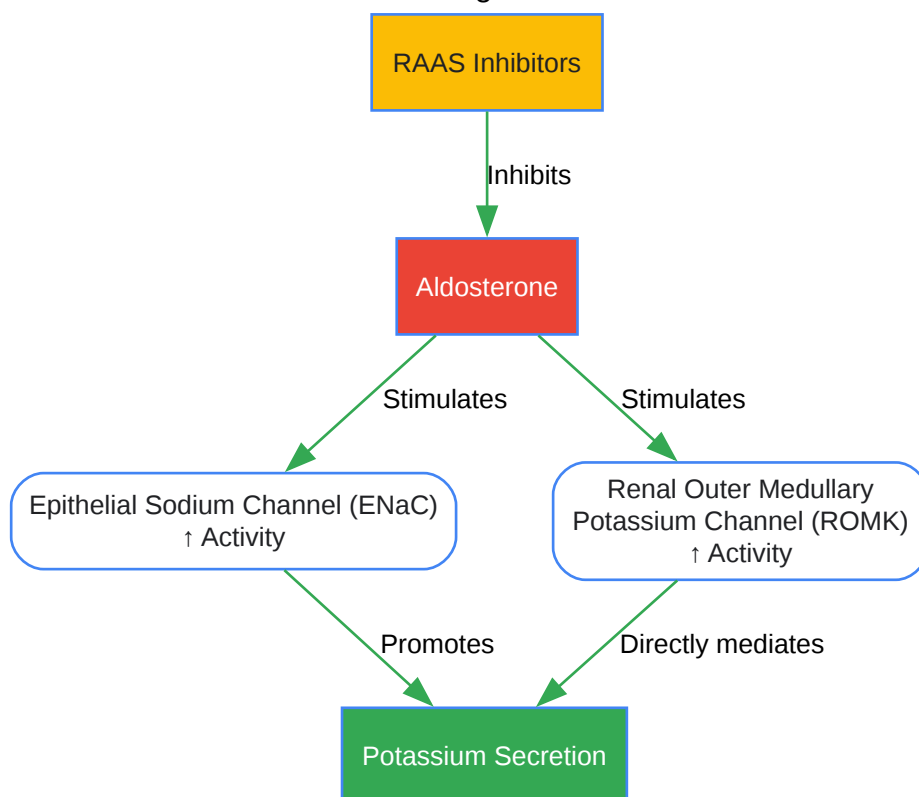 RAAS Inhibitors
Inhibits
Aldosterone
Stimulates
Stimulates
Epithelial Sodium Channel (ENaC)
↑ Activity
Renal Outer Medullary
Potassium Channel (ROMK)
↑ Activity
Promotes
Directly mediates
Potassium Secretion